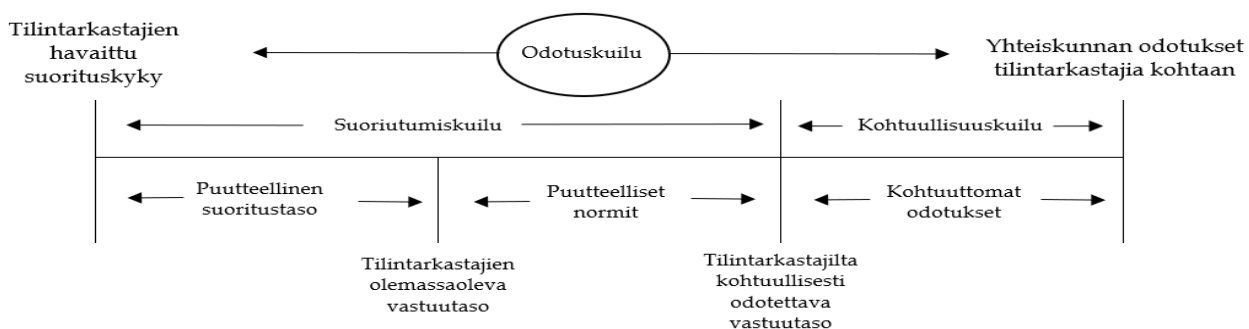 Tilintarkastajien
havaittu
suorituskyky
Odotuskuilu
Yhteiskunnan odotukset
tilintarkastajia kohtaan
Suoriutumiskuilu
Kohtuullisuuskuilu
Puutteellinen
suoritustaso
Puutteelliset
normit
Kohtuuttomat
odotukset
Tilintarkastajien
olemassaoleva
vastuutaso
Tilintarkastajilta
kohtuullisesti
odotettava
vastuutaso